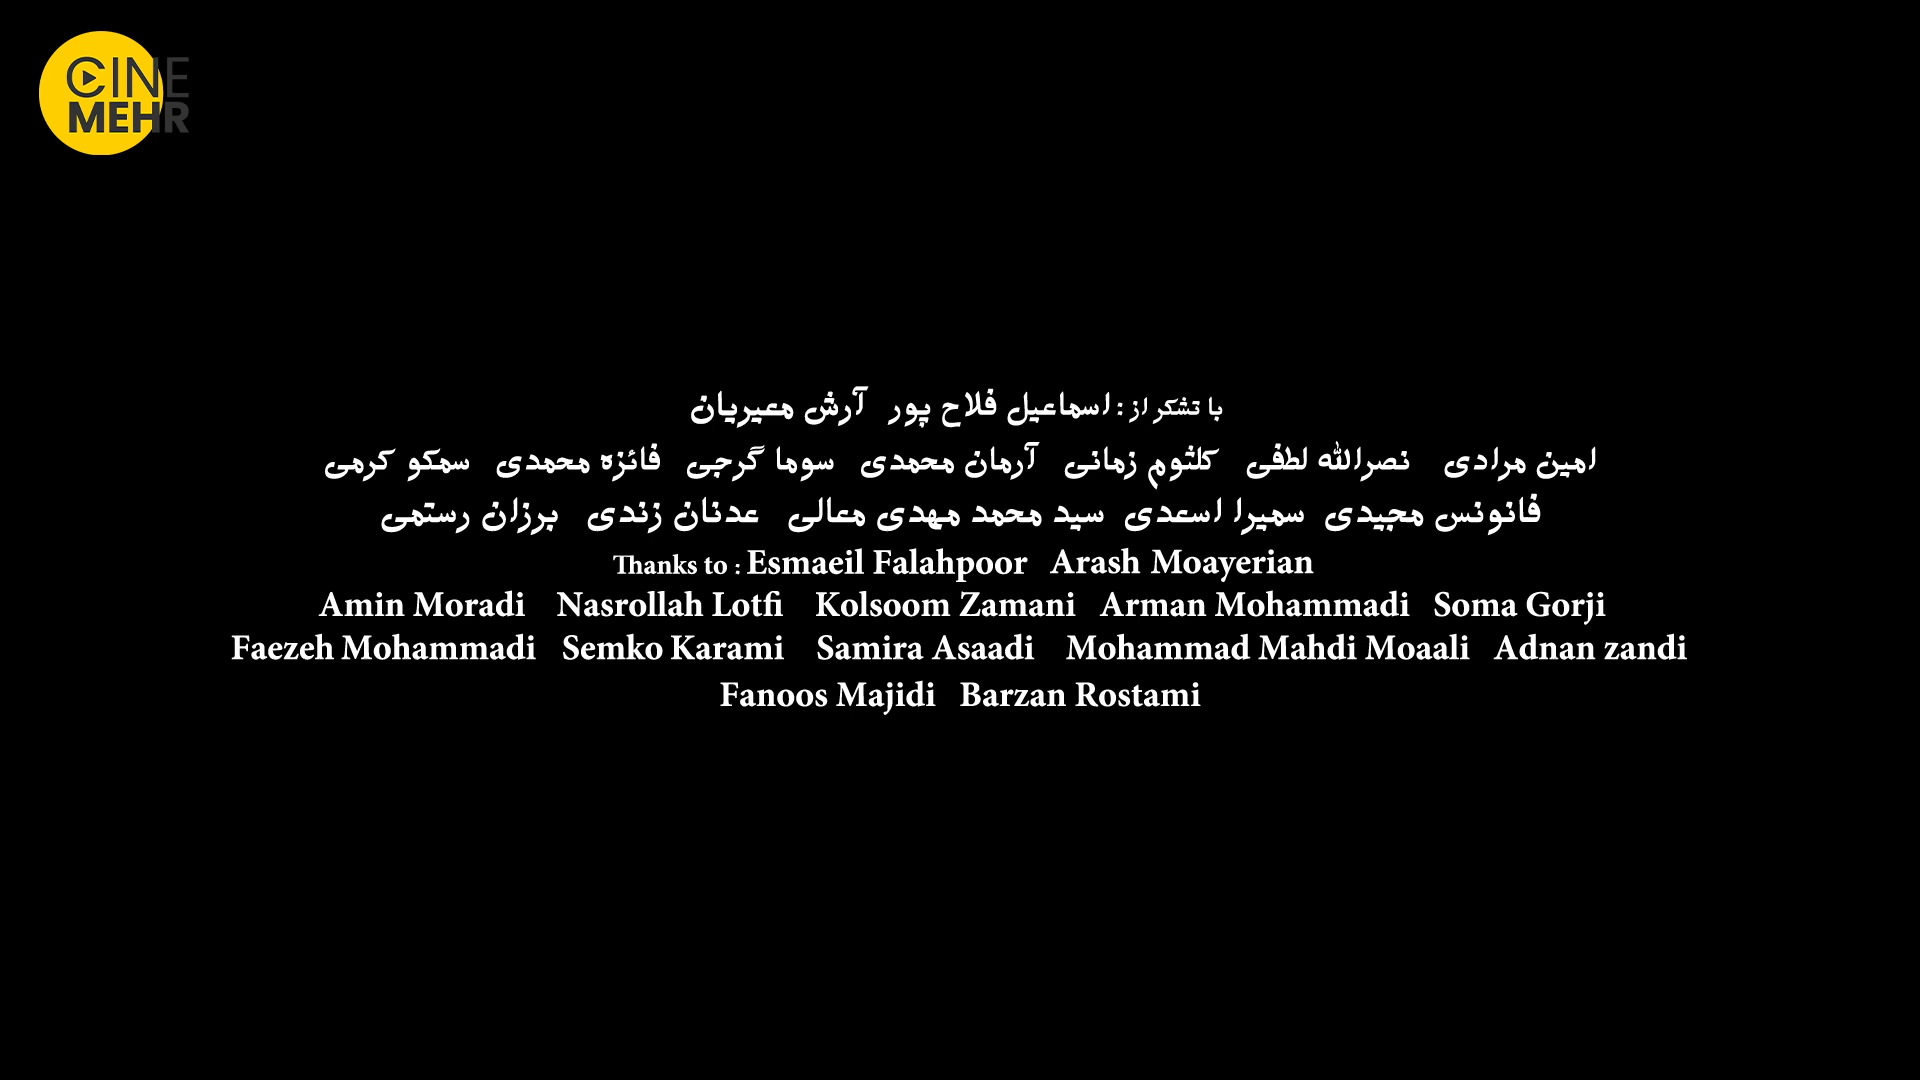 CINE
MEHR
با تشکر از : اسماعیل فلاح پور آرش معیریان
امین مرادی نصرالله لطفی کلثوم زمانی آرمان محمدی سوما گرجی فائزه محمدی سمکو کرمی
فانونس مجیدی سمیرا اسعدی سید محمد مهدی معالی عدنان زندی برزان رستمی
Thanks to : Esmaeil Falahpoor Arash Moayerian
Amin Moradi Nasrollah Lotfi Kolsoom Zamani Arman Mohammadi Soma Gorji
Faezeh Mohammadi Semko Karami Samira Asaadi Mohammad Mahdi Moaali Adnan zandi
Fanoos Majidi Barzan Rostami